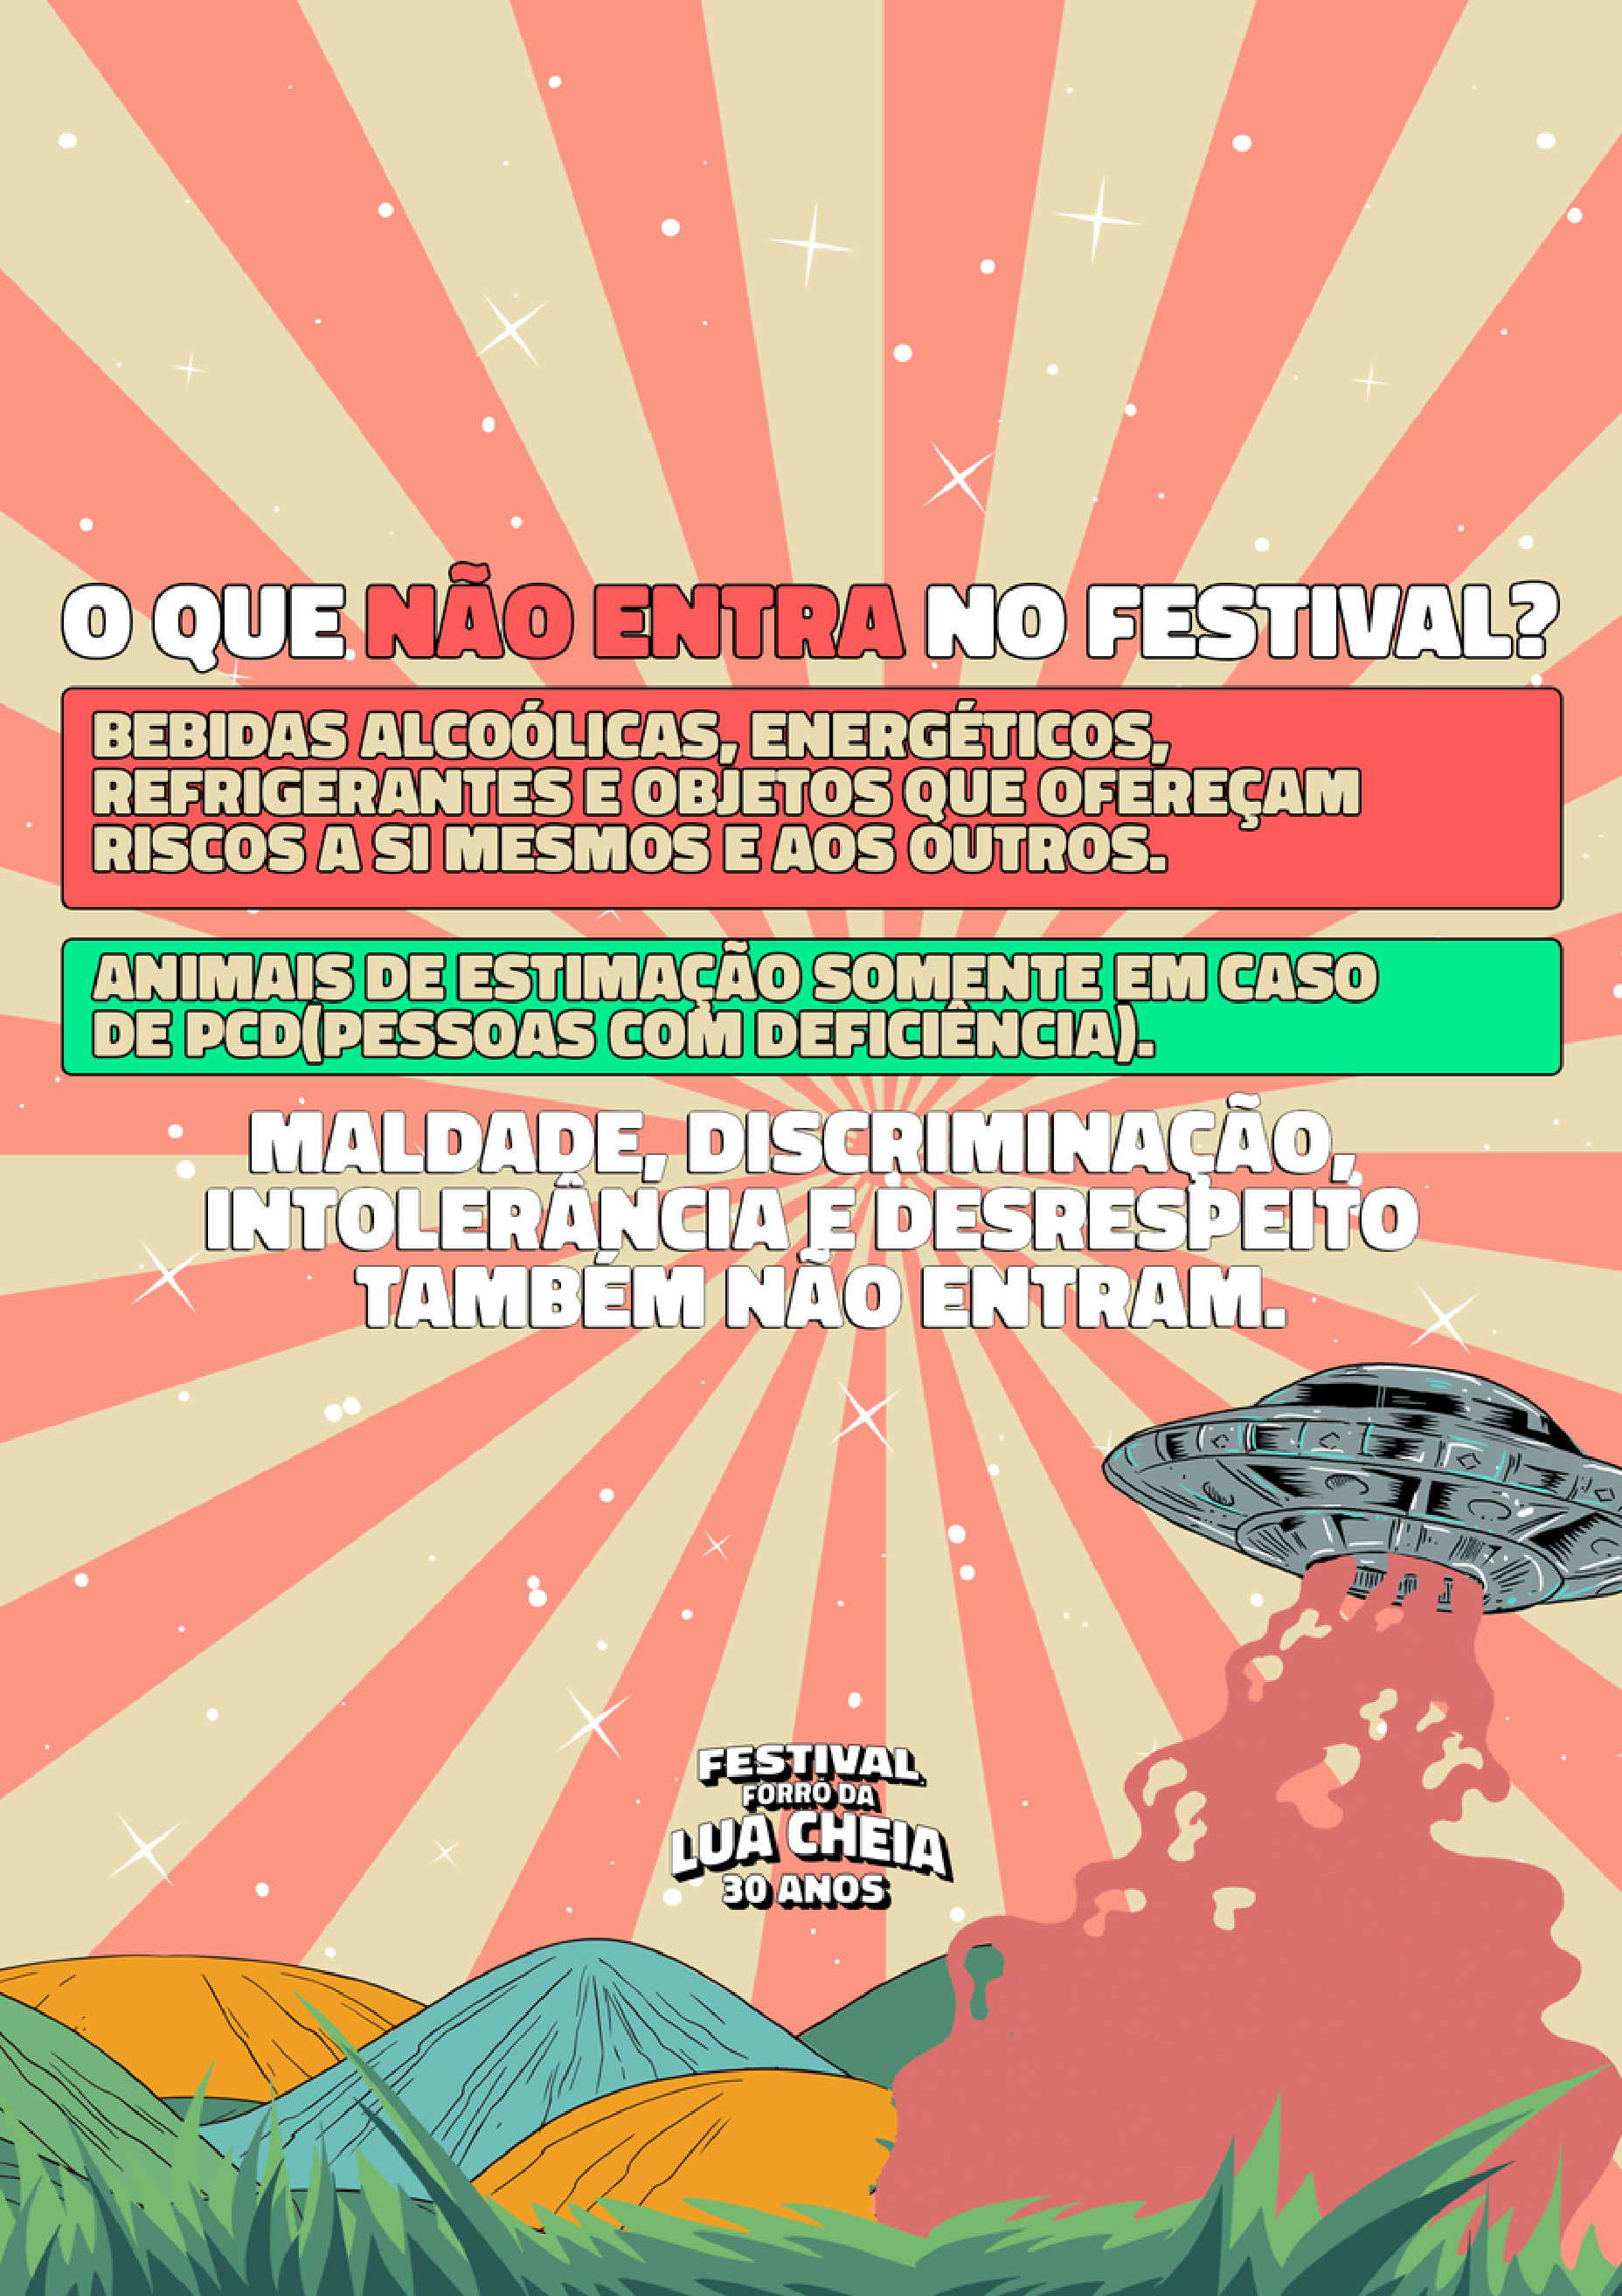 O QUE NÃO ENTRA NO FESTIVAL?
BEBIDAS ALCOÓLICAS, ENERGÉTICOS,
REFRIGERANTES E OBJETOS QUE OFEREÇAM
RISCOS A SI MESMOS E AOS OUTROS.
ANIMAIS DE ESTIMAÇÃO SOMENTE EM CASO
DE PCD(PESSOAS COM DEFICIÊNCIA).
MALDADE, DISCRIMINAÇÃO,
INTOLERÂNCIA E DESRESPEITO
TAMBÉM NÃO ENTRAM.
FESTIVAL
FORRÓ DA
LUA CHEIA
30 ANOS